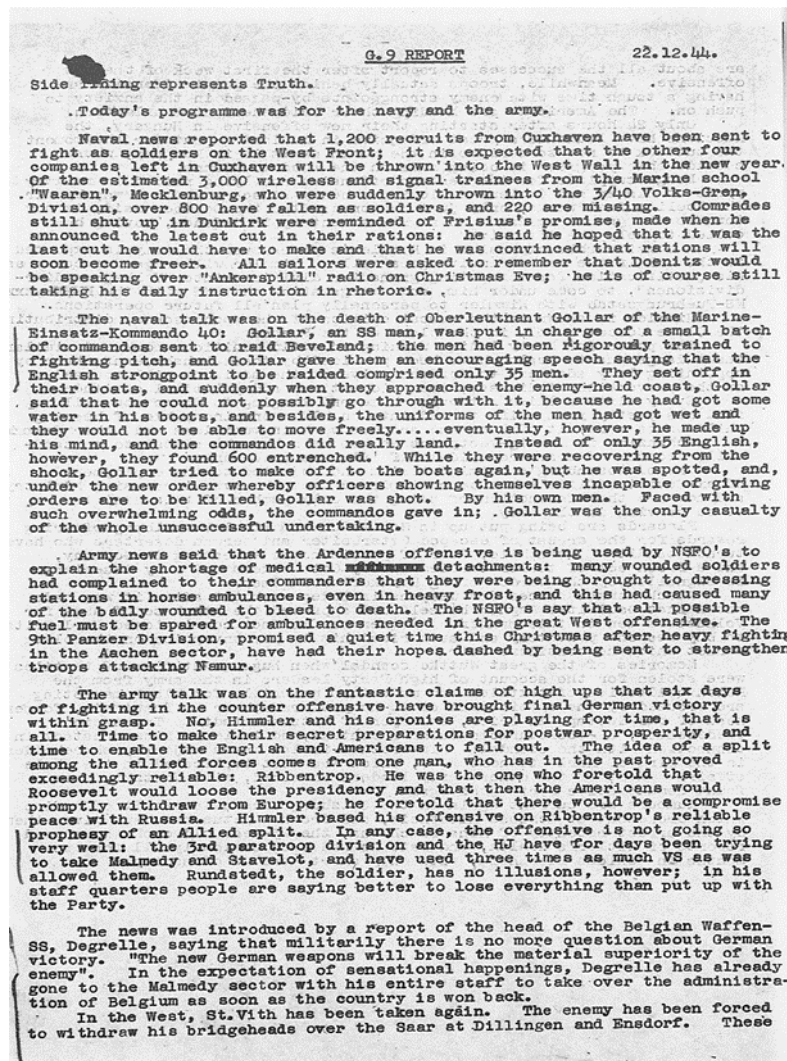 G.9 REPORT 22.12.44.
Side lining represents Truth.
Today's programme was for the navy and the army.
Naval news reported that 1,200 recruits from Cuxhaven have been sent to
fight as soldiers on the West Front; it is expected that the other four
companies left in Cuxhaven will be thrown into the West Wall in the new year.
Of the estimated 3,000 wireless and signal trainees from the Marine school
"Waaren", Mecklenburg, who were suddenly thrown into the 3/40 Volks-Gren,
Division, over 800 have fallen as soldiers, and 220 are missing. Comrades
still shut up in Dunkirk were reminded of Frisius's promise, made when he
announced the latest cut in their rations: he said he hoped that it was the
last cut he would have to make and that he was convinced that rations will
soon become freer. All sailors were asked to remember that Doenitz would
be speaking over "Ankerspill" radio on Christmas Eve; he is of course still
taking his daily instruction in rhetoric.
The naval talk was on the death of Oberleutnant Gollar of the Marine-
Einsatz-Kommando 40: Gollar, an SS man, was put in charge of a small batch
of commandos sent to raid Beveland; the men had been rigorously trained to
fighting pitch, and Gollar gave them an encouraging speech saying that the
English strongpoint to be raided comprised only 35 men. They set off in
their boats, and suddenly when they approached the enemy-held coast, Gollar
said that he could not possibly go through with it, because he had got some
water in his boots, and besides, the uniforms of the men had got wet and
they would not be able to move freely.....eventually, however, he made up
his mind, and the commandos did really land. Instead of only 35 English,
however, they found 600 entrenched. While they were recovering from the
shock, Gollar tried to make off to the boats again, but he was spotted, and,
under the new order whereby officers showing themselves incapable of giving
orders are to be killed, Gollar was shot. By his own men. Faced with
such overwhelming odds, the commandos gave in; Gollar was the only casualty
of the whole unsuccessful undertaking.
Army news said that the Ardennes offensive is being used by NSFO's to
explain the shortage of medical detachments: many wounded soldiers
had complained to their commanders that they were being brought to dressing
stations in horse ambulances, even in heavy frost, and this had caused many
of the badly wounded to bleed to death. The NSFO's say that all possible
fuel must be spared for ambulances needed in the great West offensive. The
9th Panzer Division, promised a quiet time this Christmas after heavy fighting
in the Aachen sector, have had their hopes dashed by being sent to strengthen
troops attacking Namur.
The army talk was on the fantastic claims of high ups that six days
of fighting in the counter offensive have brought final German victory
within grasp. No, Himmler and his cronies are playing for time, that is
all. Time to make their secret preparations for postwar prosperity, and
time to enable the English and Americans to fall out. The idea of a split
among the allied forces comes from one man, who has in the past proved
exceedingly reliable: Ribbentrop. He was the one who foretold that
Roosevelt would loose the presidency and that then the Americans would
promptly withdraw from Europe; he foretold that there would be a compromise
peace with Russia. Himmler based his offensive on Ribbentrop's reliable
prophesy of an Allied split. In any case, the offensive is not going so
very well: the 3rd paratroop division and the HJ have for days been trying
to take Malmedy and Stavelot, and have used three times as much VS as was
allowed them. Rundstedt, the soldier, has no illusions, however; in his
staff quarters people are saying better to lose everything than put up with
the Party.
The news was introduced by a report of the head of the Belgian Waffen-
SS, Degrelle, saying that militarily there is no more question about German
victory. "The new German weapons will break the material superiority of the
enemy". In the expectation of sensational happenings, Degrelle has already
gone to the Malmedy sector with his entire staff to take over the administra-
tion of Belgium as soon as the country is won back.
In the West, St.Vith has been taken again. The enemy has been forced
to withdraw his bridgeheads over the Saar at Dillingen and Ensdorf. These